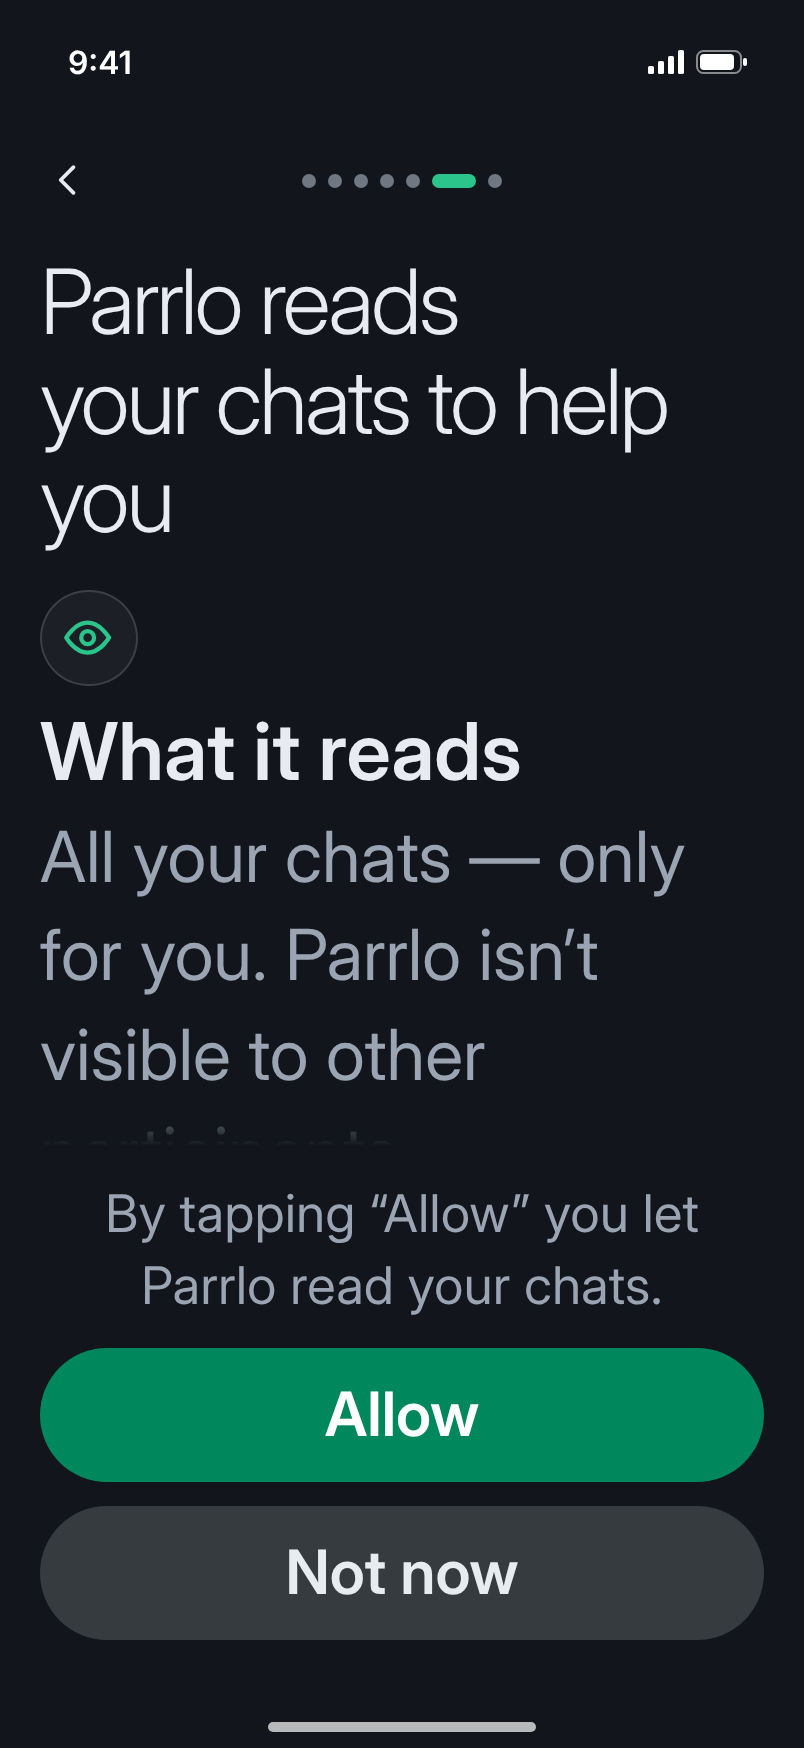 9:41
Parrlo reads
your chats to help
you
What it reads
All your chats — only
for you. Parrlo isn’t
visible to other
By tapping “Allow” you let
Parrlo read your chats.
Allow
Not now